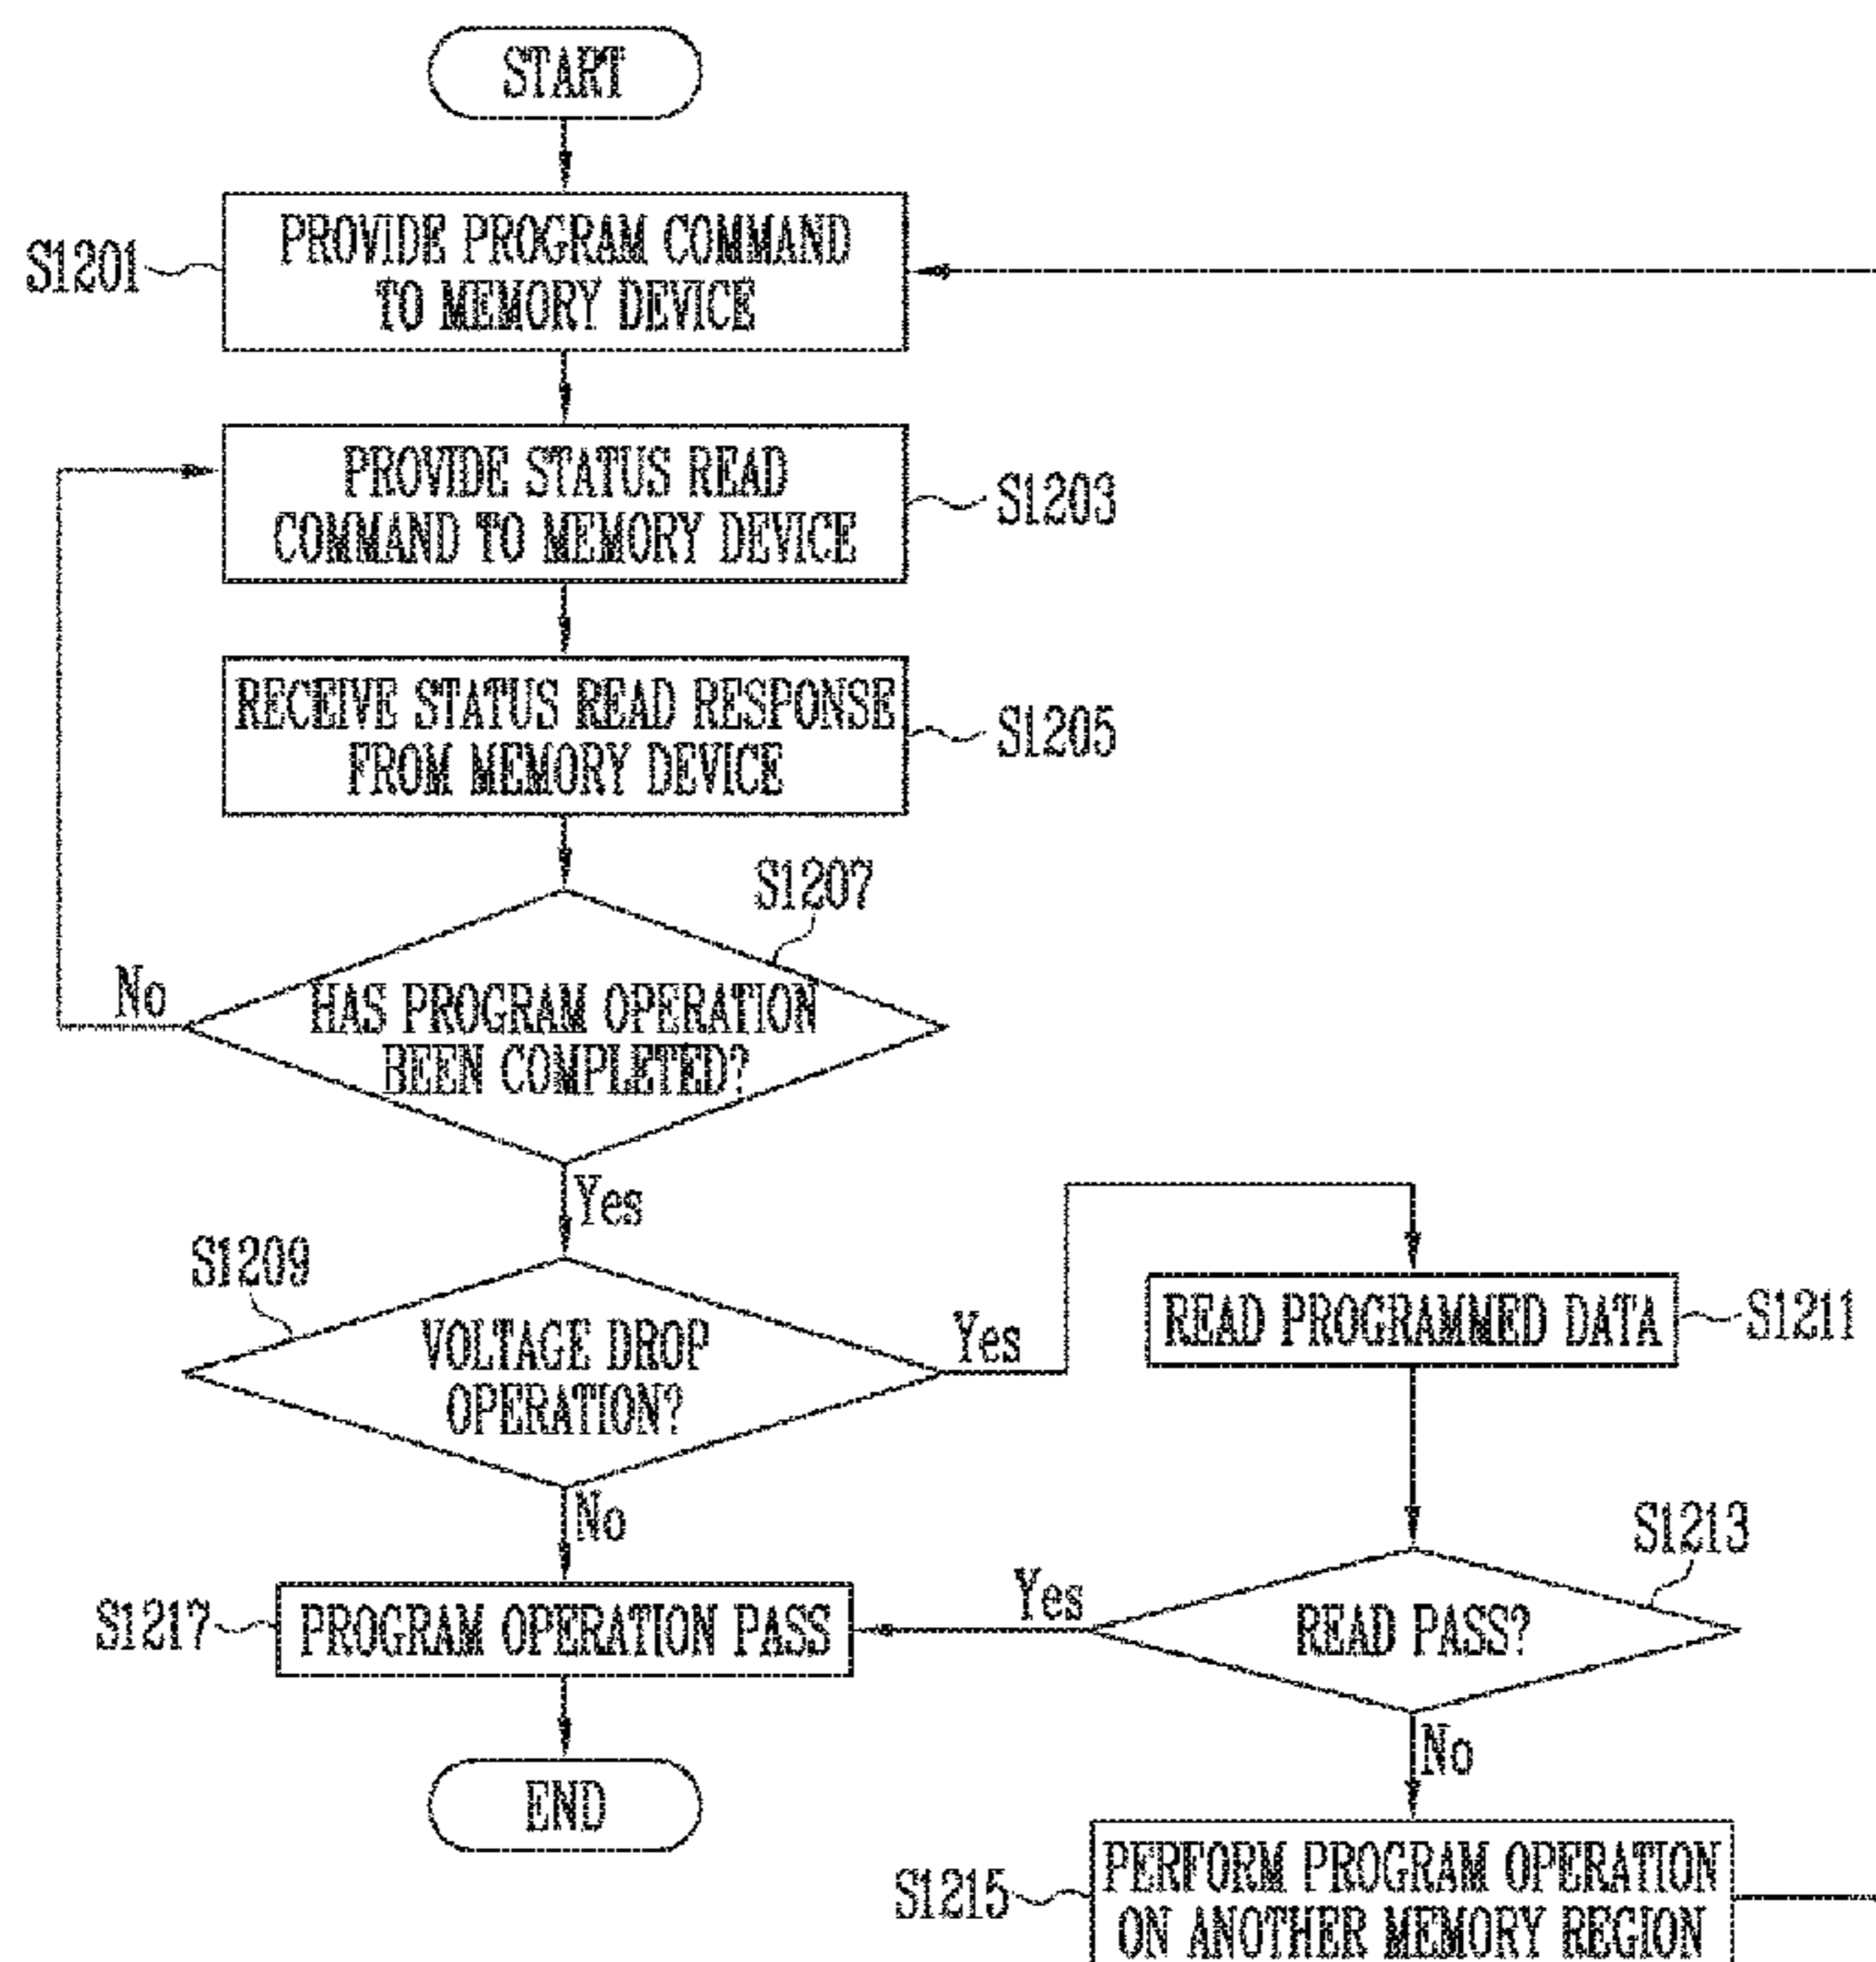 START
S1201
PROVIDE PROGRAM COMMAND
TO MEMORY DEVICE
PROVIDE STATUS READ
COMMAND TO MEMORY DEVICE
S1203
RECEIVE STATUS READ RESPONSE
FROM MEMORY DEVICE
S1205
S1207
No
HAS PROGRAM OPERATION
BEEN COMPLETED?
Yes
S1209
VOLTAGE DROP
OPERATION?
Yes
READ PROGRAMMED DATA
S1211
No
S1213
S1217
PROGRAM OPERATION PASS
Yes
READ PASS?
No
END
S1215
PERFORM PROGRAM OPERATION
ON ANOTHER MEMORY REGION